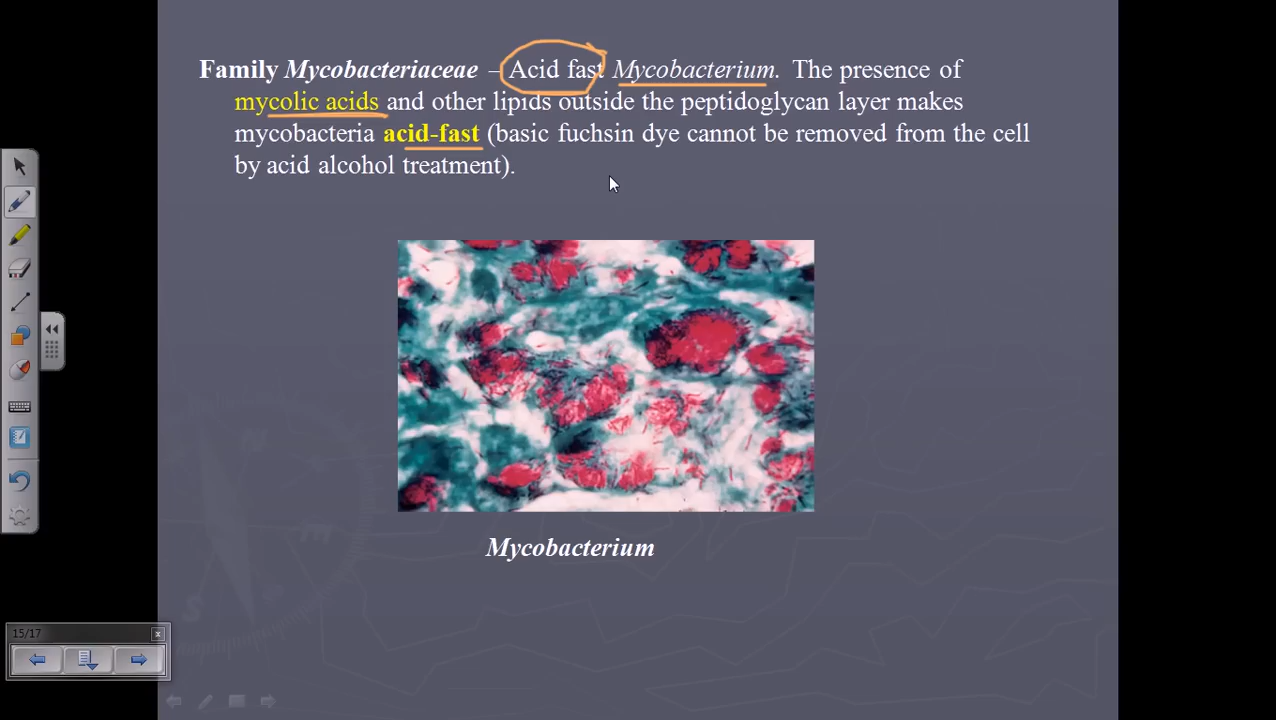 Family Mycobacteriaceae – Acid fast Mycobacterium. The presence of
mycolic acids and other lipids outside the peptidoglycan layer makes
mycobacteria acid-fast (basic fuchsin dye cannot be removed from the cell
by acid alcohol treatment).
Mycobacterium
15/17